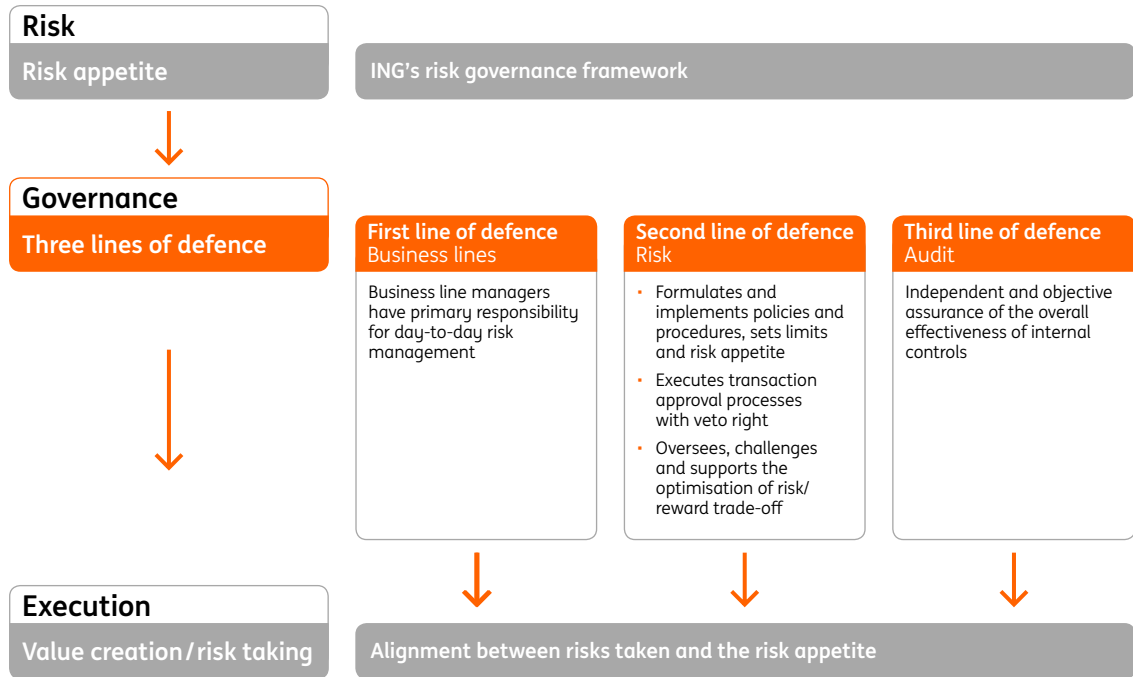 Risk
Risk appetite
ING's risk governance framework
Governance
Three lines of defence
First line of defence
Business lines
Business line managers
have primary responsibility
for day-to-day risk
management
Second line of defence
Risk
• Formulates and
implements policies and
procedures, sets limits
and risk appetite
• Executes transaction
approval processes
with veto right
• Oversees, challenges
and supports the
optimisation of risk/
reward trade-off
Third line of defence
Audit
Independent and objective
assurance of the overall
effectiveness of internal
controls
Execution
Value creation/risk taking
Alignment between risks taken and the risk appetite